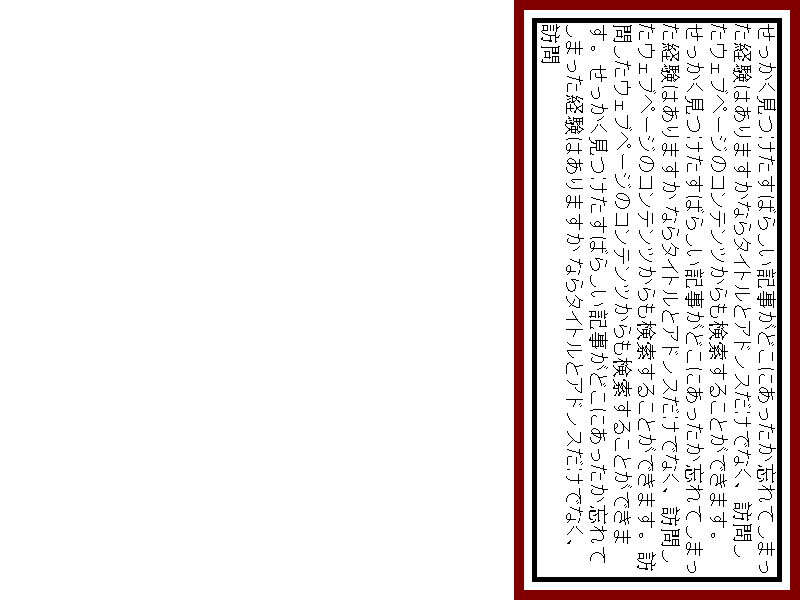 せっかく見つけたすばらしい記事がどこにあったか忘れてしまっ
た経験はありますかならタイトルとアドレスだけでなく、訪問し
たウェブページのコンテンツからも検索することができます。
せっかく見つけたすばらしい記事がどこにあったか忘れてしまっ
た経験はありますかならタイトルとアドレスだけでなく、訪問し
たウェブページのコンテンツからも検索することができます。訪
問したウェブページのコンテンツからも検索することができま
す。せっかく見つけたすばらしい記事がどこにあったか忘れて
しまった経験はありますか ならタイトルとアドレスだけでなく、
訪問